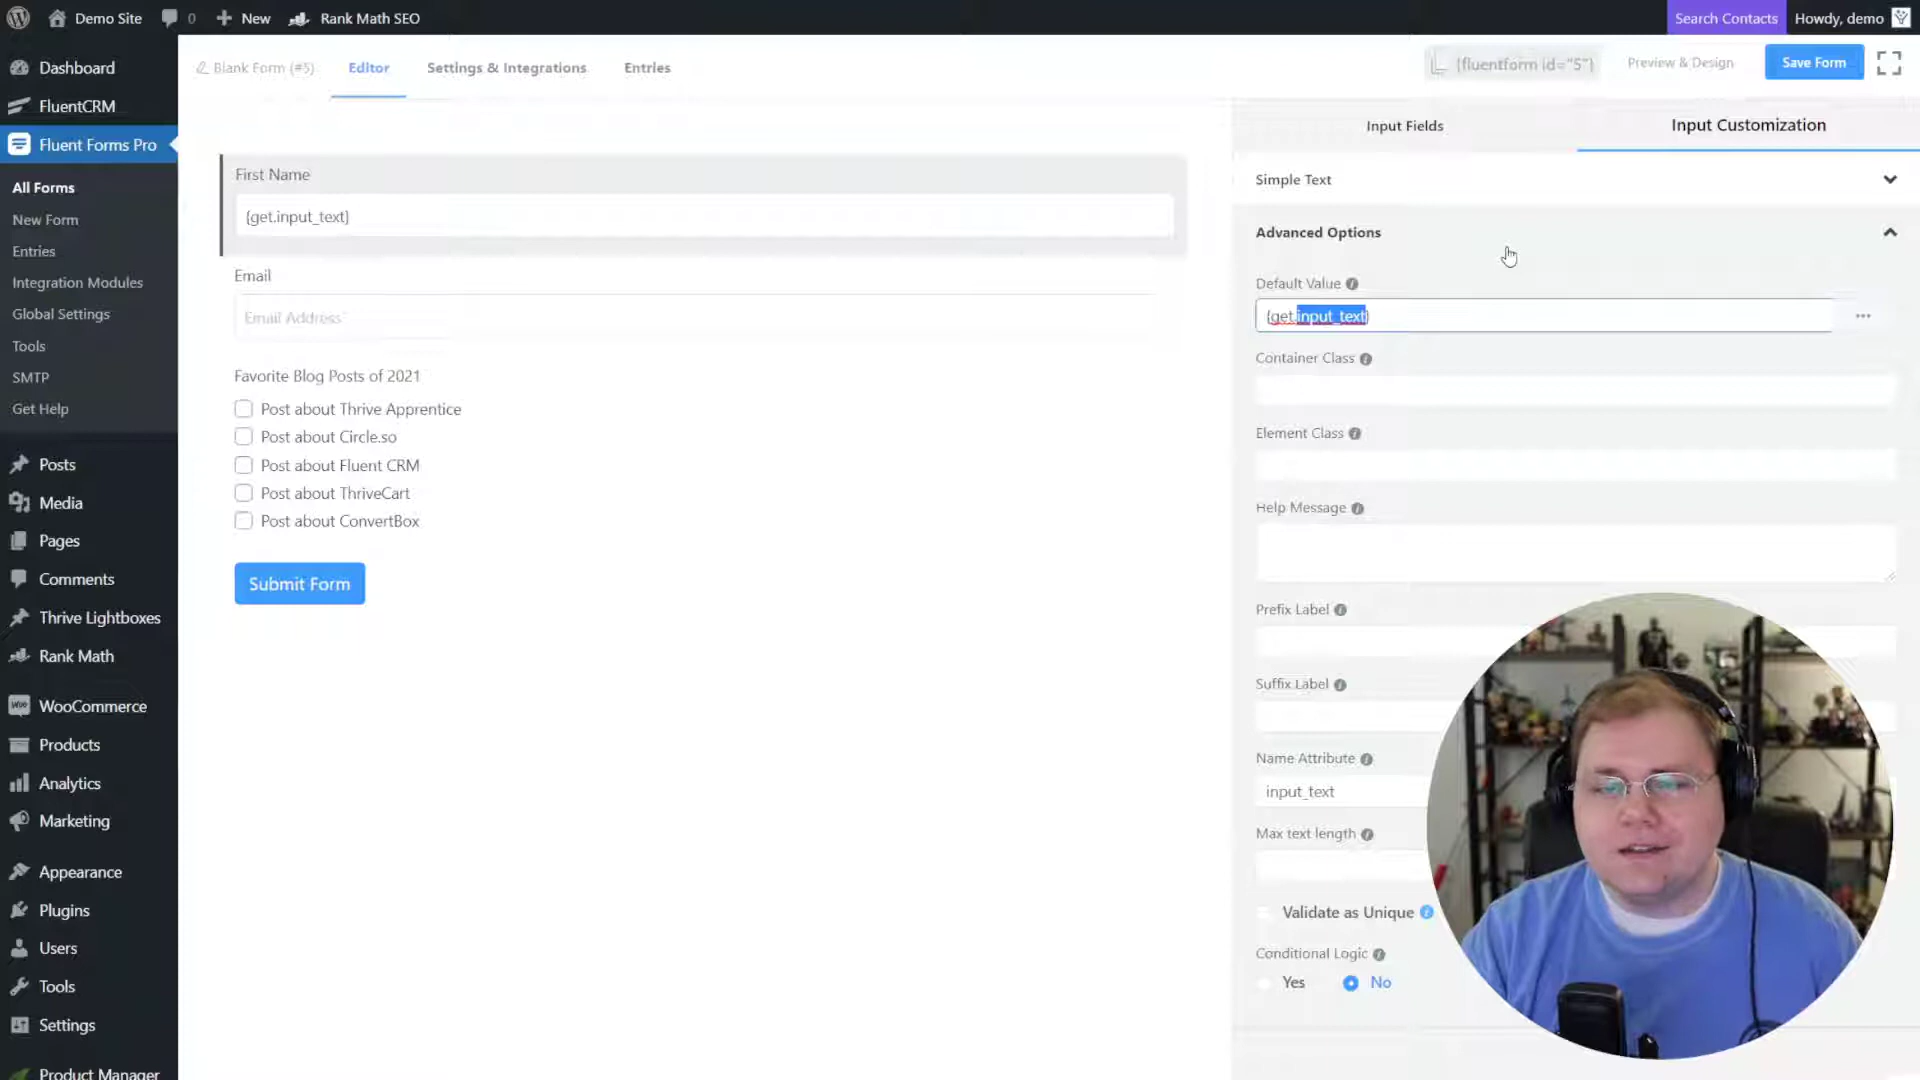 Demo Site
0
New
Rank Math SEO
Search Contacts
Howdy, demo
Dashboard
FluentCRM
Fluent Forms Pro
All Forms
New Form
Entries
Integration Modules
Global Settings
Tools
SMTP
Get Help
Posts
Media
Pages
Comments
Thrive Lightboxes
Rank Math
WooCommerce
Products
Analytics
Marketing
Appearance
Plugins
Users
Tools
Settings
Product Manager
Blank Form (#5)
Editor
Settings & Integrations
Entries
[fluentform id="5"]
Preview & Design
Save Form
First Name
{get.input_text}
Email
Email Address
Favorite Blog Posts of 2021
Post about Thrive Apprentice
Post about Circle.so
Post about Fluent CRM
Post about ThriveCart
Post about ConvertBox
Submit Form
Input Fields
Input Customization
Simple Text
Advanced Options
Default Value
{get.input_text}
Container Class
Element Class
Help Message
Prefix Label
Suffix Label
Name Attribute
input_text
Max text length
Validate as Unique
Conditional Logic
Yes
No